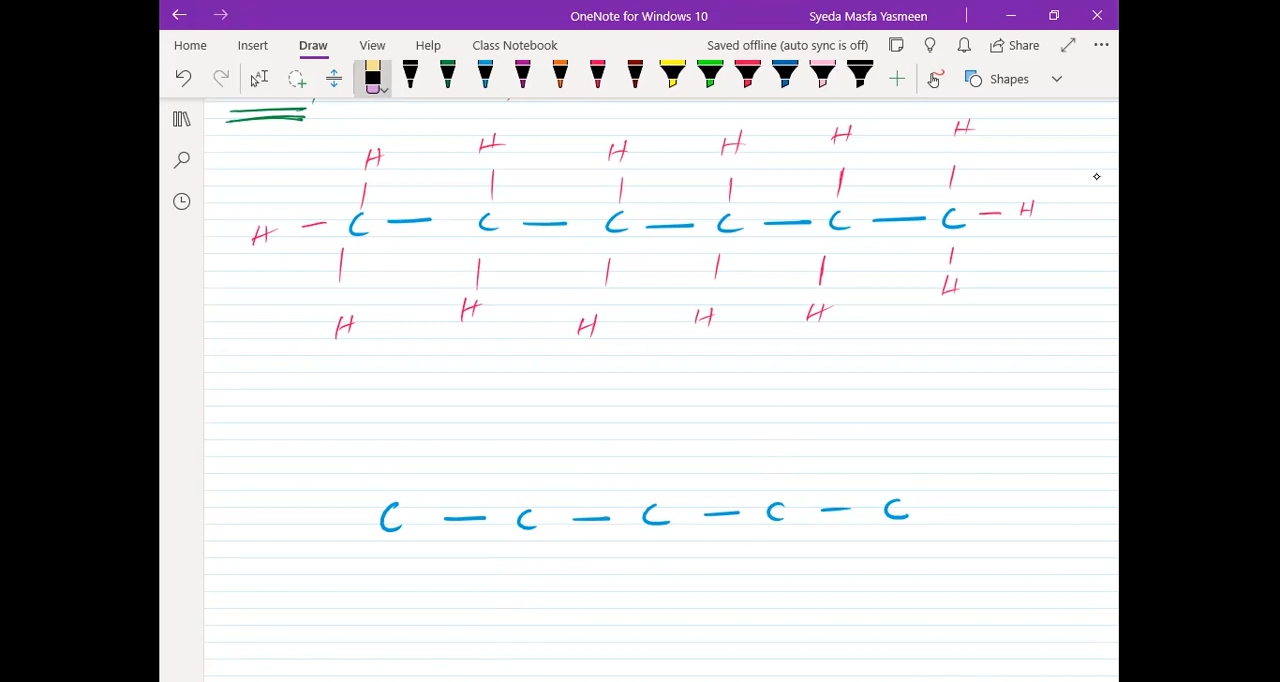 OneNote for Windows 10 Syeda Masfa Yasmeen
Home Insert Draw View Help Class Notebook Saved offline (auto sync is off) Share
Shapes
H H H H H H
H — C — C — C — C — C — C — H
H H H H H H
C — C — C — C — C